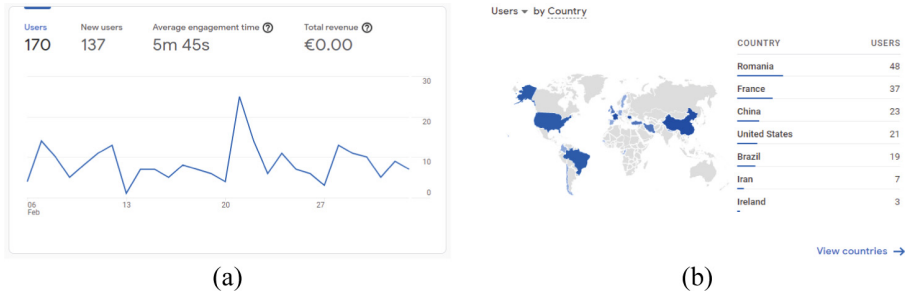 Users New users Average engagement time Total revenue
170 137 5m 45s €0.00
30
20
10
0
06 13 20 27
Feb
(a)
Users by Country
COUNTRY USERS
Romania 48
France 37
China 23
United States 21
Brazil 19
Iran 7
Ireland 3
View countries →
(b)